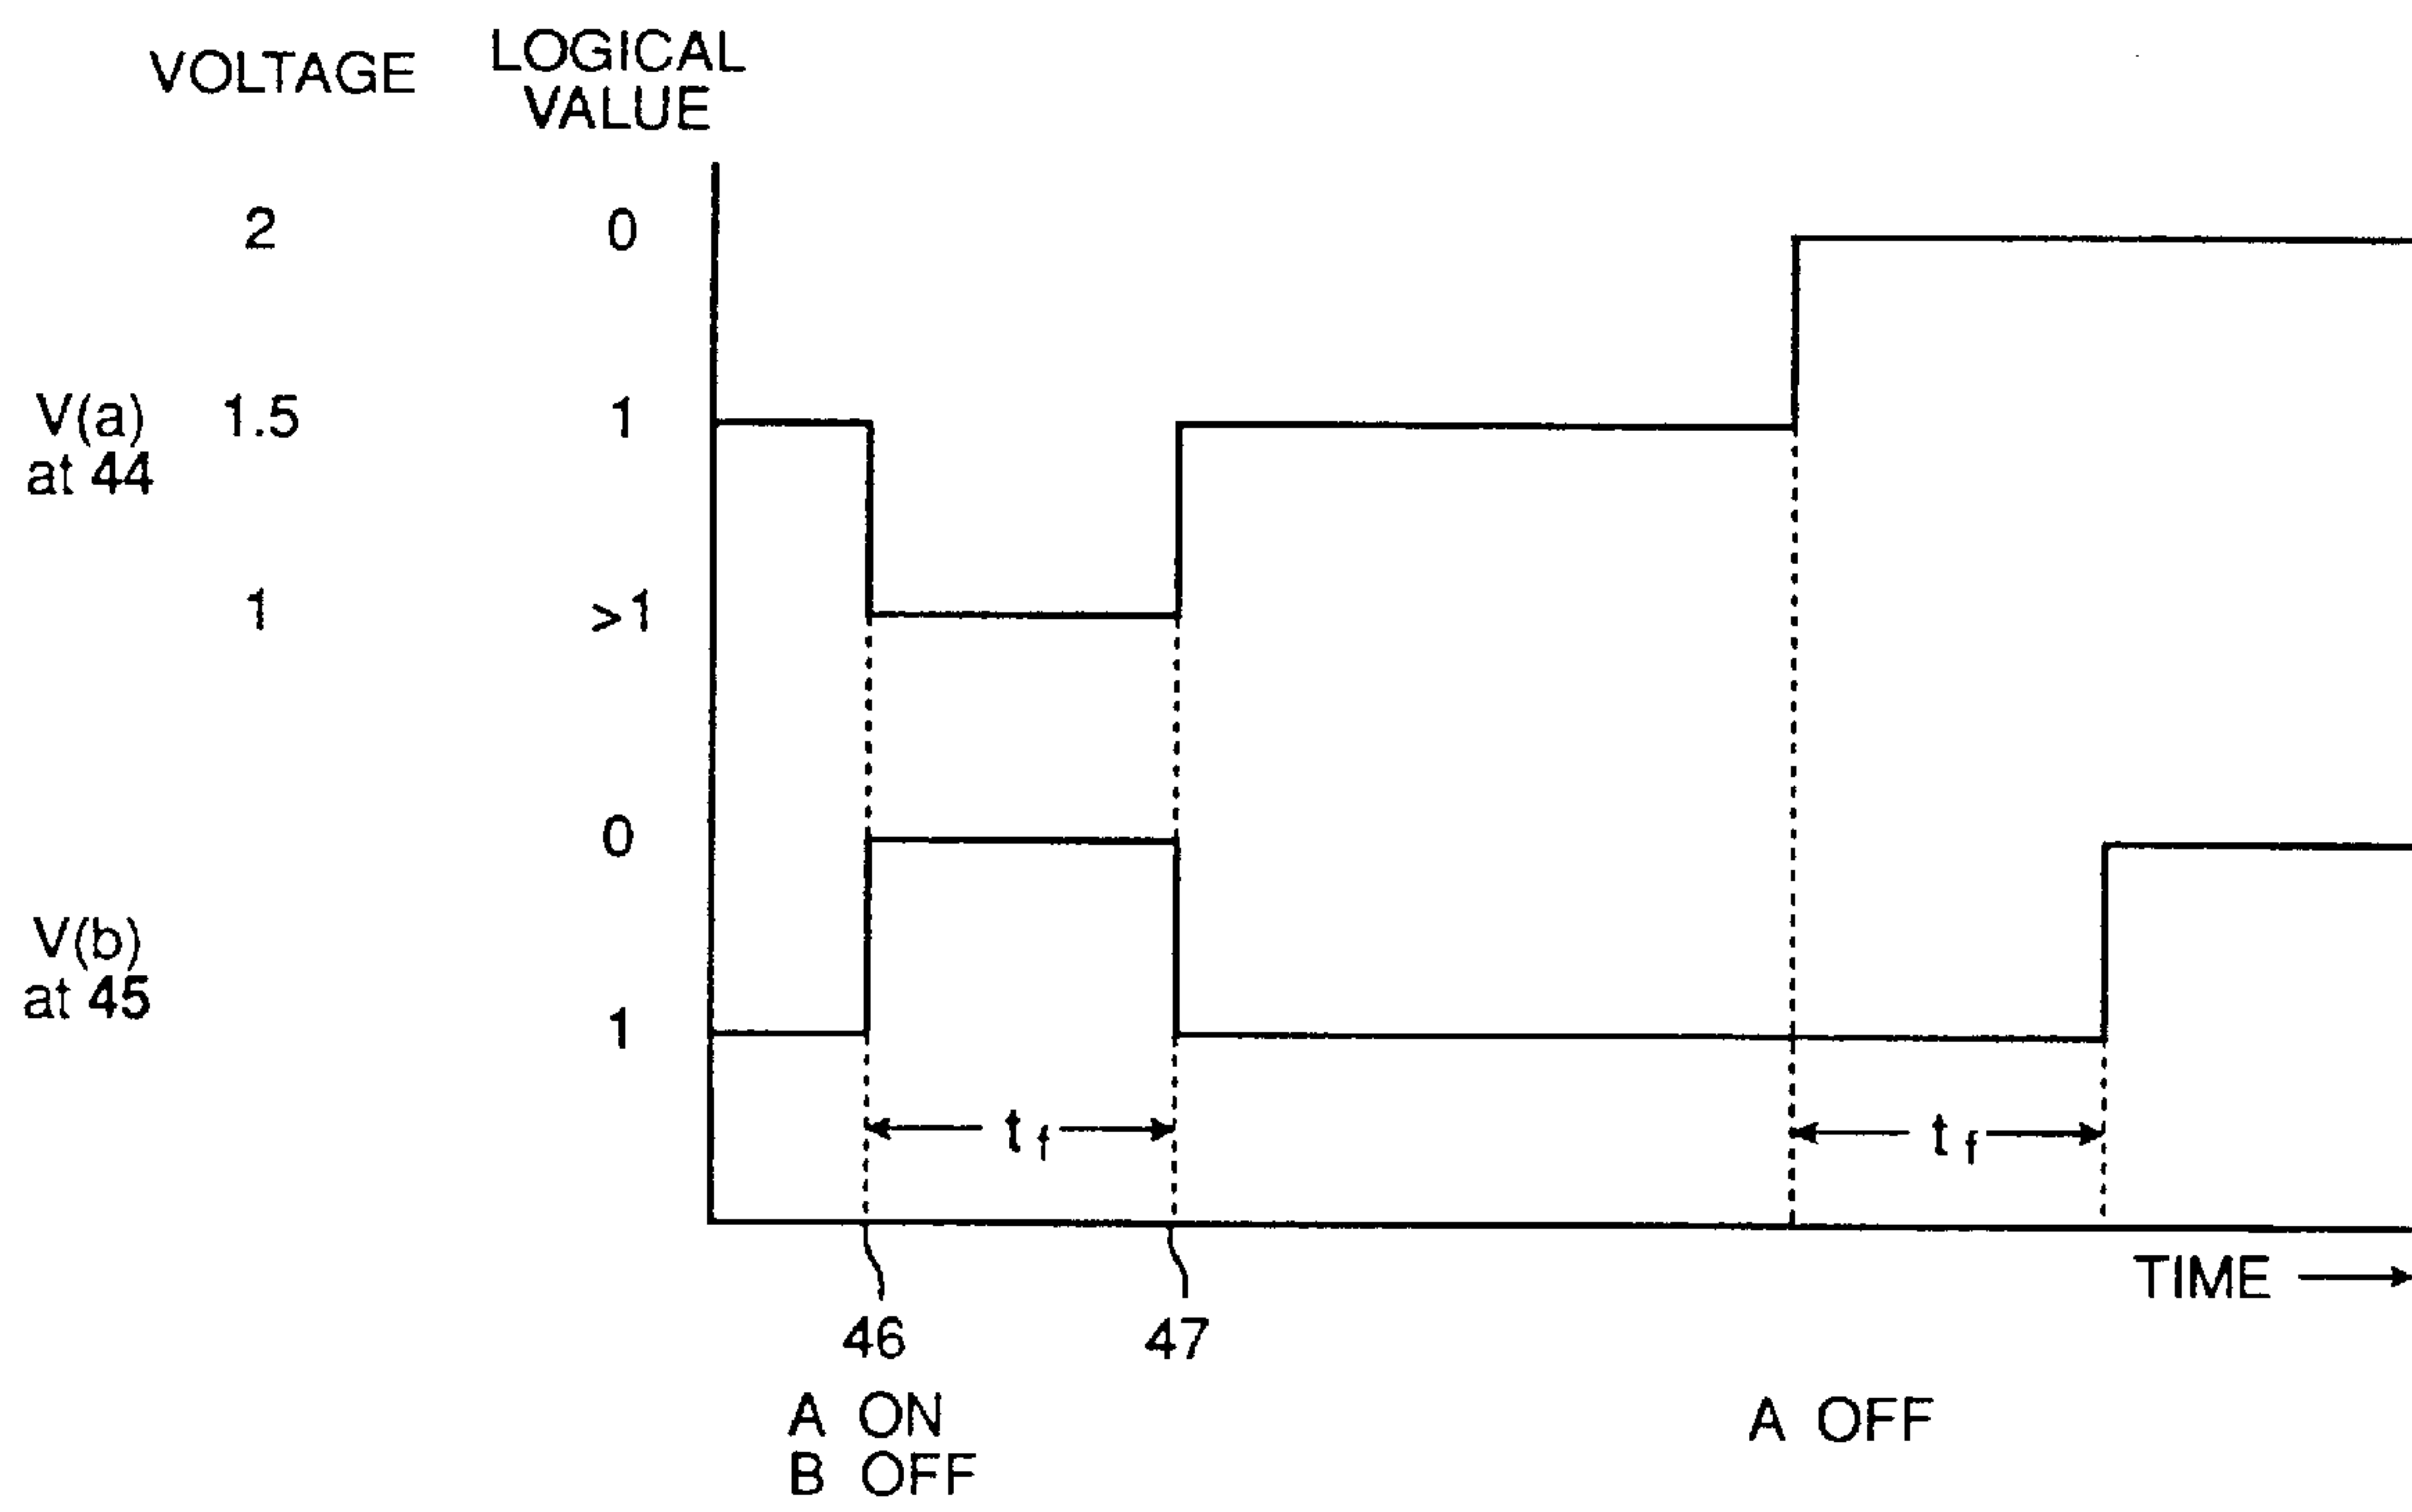 VOLTAGE
LOGICAL
VALUE
2
0
V(a)
at 44
1.5
1
1
>1
0
V(b)
at 45
1
t f
t f
TIME
46
47
A ON
B OFF
A OFF